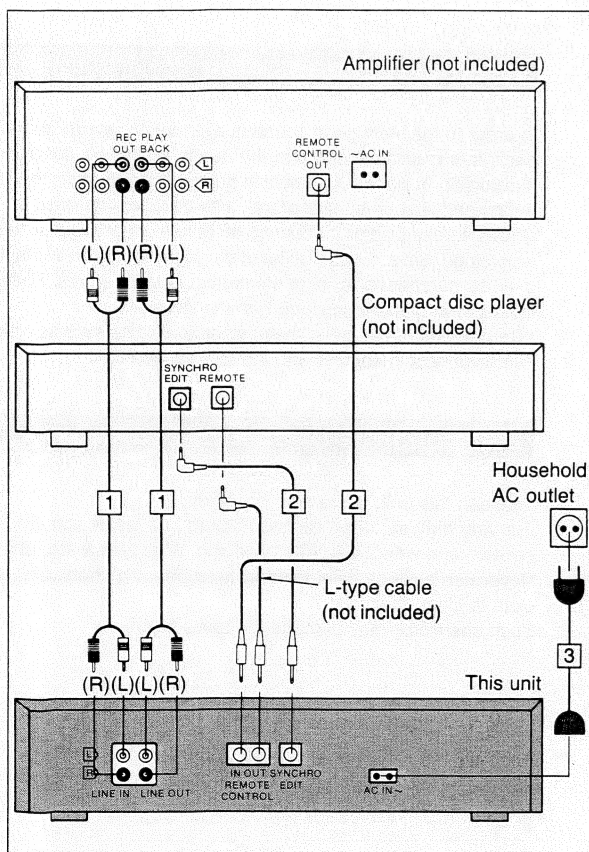 Amplifier (not included)
REC PLAY
OUT BACK
L
R
REMOTE
CONTROL
OUT
~AC IN
(L)(R)(R)(L)
Compact disc player
(not included)
SYNCHRO
EDIT
REMOTE
1
1
2
2
Household
AC outlet
L-type cable
(not included)
3
(R)(L)(L)(R)
This unit
L
R
LINE IN
LINE OUT
IN OUT
REMOTE
CONTROL
SYNCHRO
EDIT
AC IN~